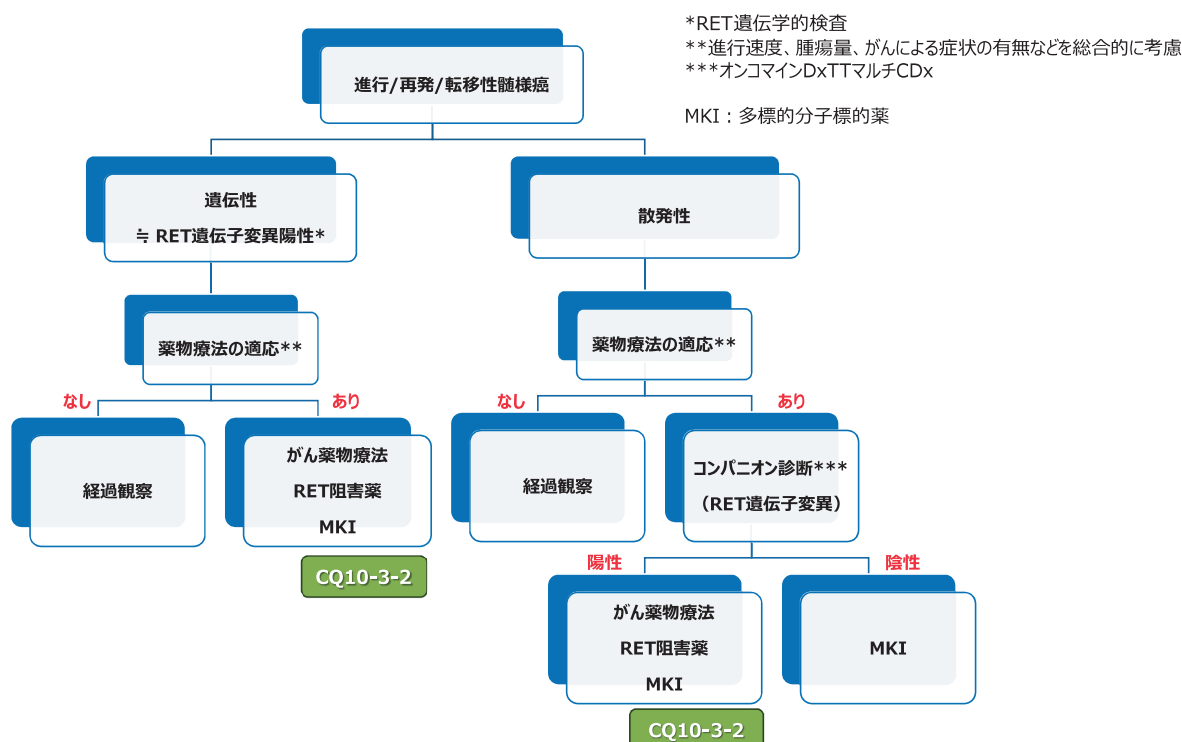 *RET遺伝学的検査
**進行速度、腫瘍量、がんによる症状の有無などを総合的に考慮
***オンコマインDxTTマルチCDx
MKI：多標的分子標的薬
進行/再発/転移性髄様癌
遺伝性
≒ RET遺伝子変異陽性*
散発性
薬物療法の適応**
薬物療法の適応**
なし
あり
なし
あり
経過観察
がん薬物療法
RET阻害薬
MKI
経過観察
コンパニオン診断***
（RET遺伝子変異）
CQ10-3-2
陽性
陰性
がん薬物療法
RET阻害薬
MKI
MKI
CQ10-3-2